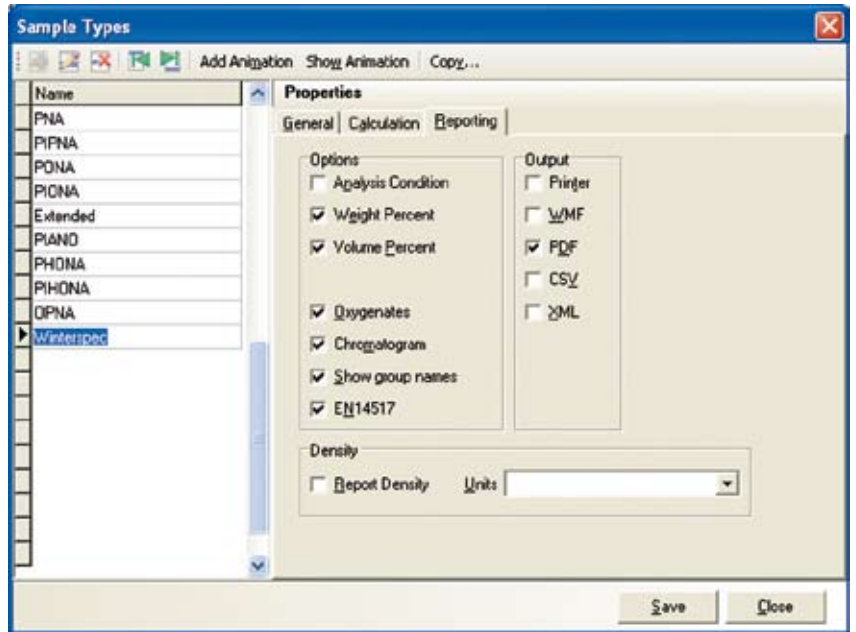 Sample Types
Add Animation Show Animation Copy...
Name
PNA
PIPNA
PONA
PIONA
Extended
PIANO
PHONA
PIHONA
OPNA
Winterspec
Properties
General Calculation Reporting
Options
Analysis Condition
Weight Percent
Volume Percent
Oxygenates
Chromatogram
Show group names
EN14517
Output
Printer
WMF
PDF
CSV
XML
Density
Report Density Units
Save Close